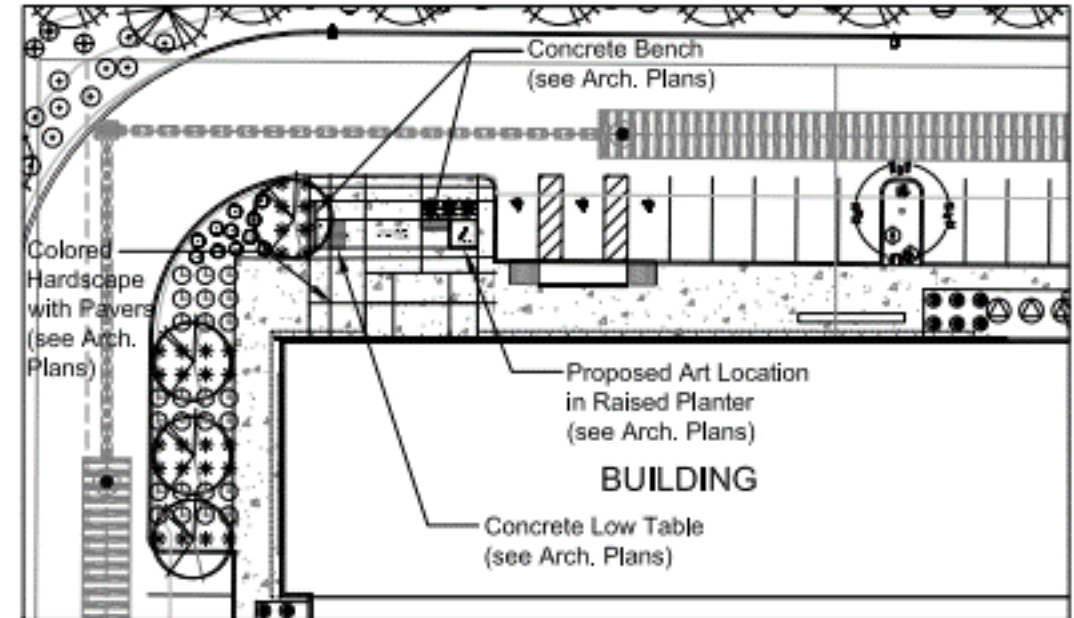 Concrete Bench
(see Arch. Plans)
Colored
Hardscape
with Pavers
(see Arch.
Plans)
Proposed Art Location
in Raised Planter
(see Arch. Plans)
BUILDING
Concrete Low Table
(see Arch. Plans)